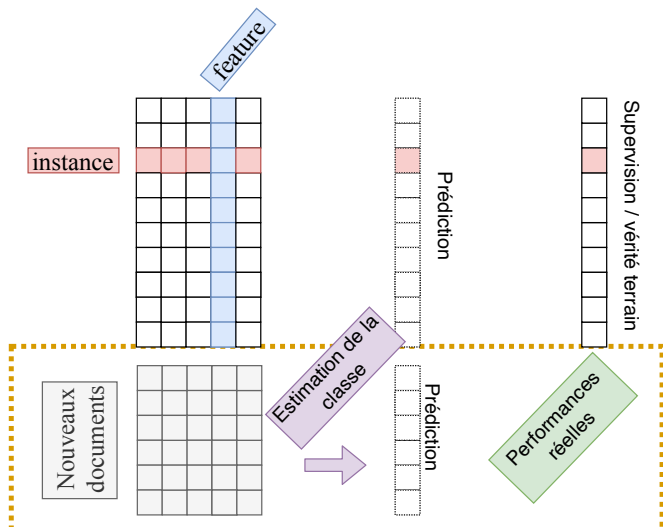 feature
instance
Prédiction
Supervision / vérité terrain
Estimation de la
classe
Nouveaux
documents
Prédiction
Performances
réelles